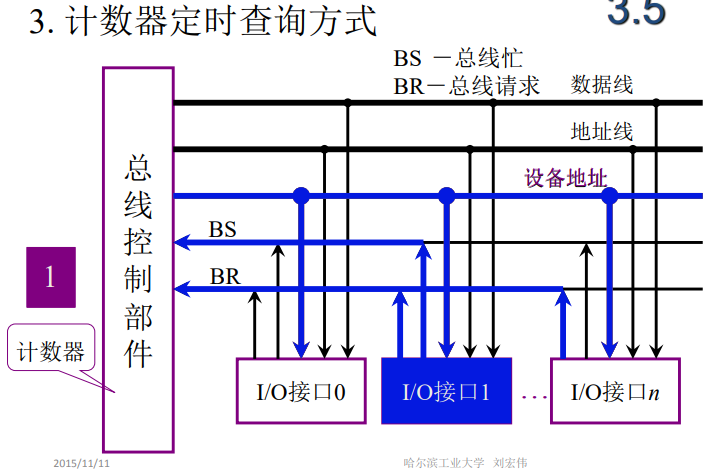 3. 计数器定时查询方式
3.5
BS －总线忙
BR－总线请求
数据线
地址线
设备地址
总线控制部件
BS
BR
1
计数器
I/O接口0
I/O接口1
…
I/O接口n
2015/11/11
哈尔滨工业大学 刘宏伟